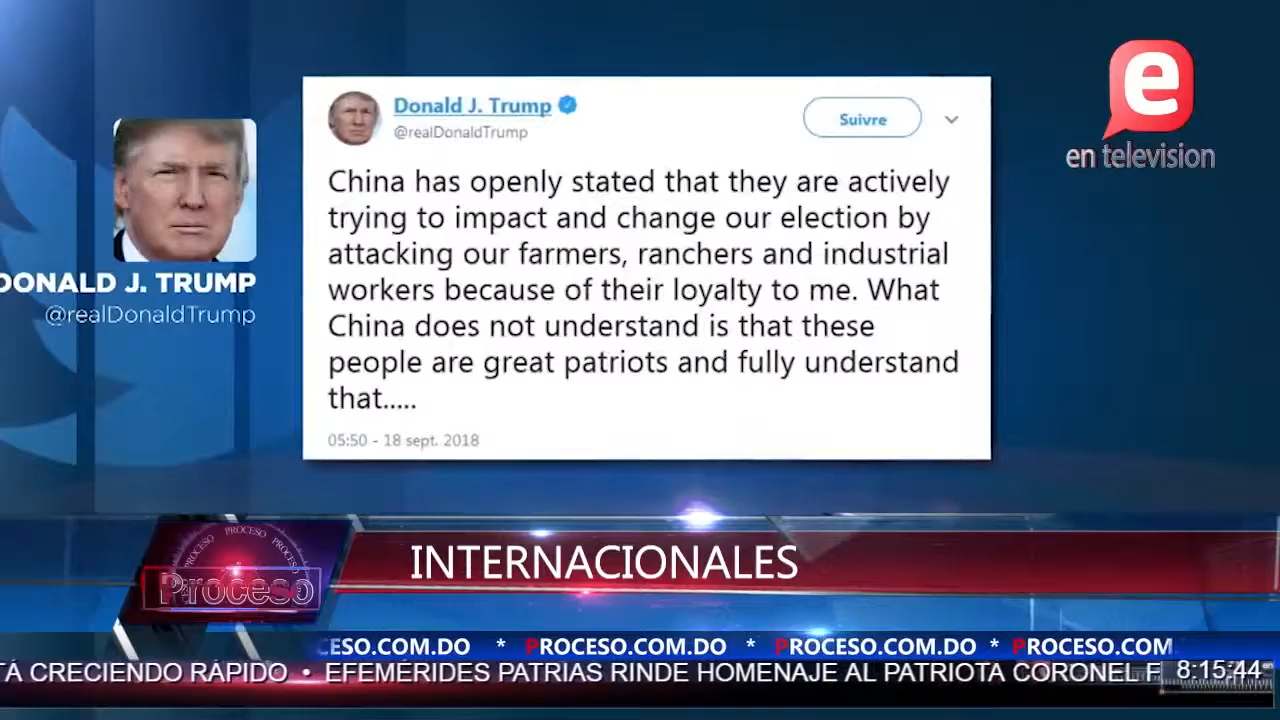 Donald J. Trump
@realDonaldTrump
Suivre
e
en television
China has openly stated that they are actively
trying to impact and change our election by
attacking our farmers, ranchers and industrial
workers because of their loyalty to me. What
China does not understand is that these
people are great patriots and fully understand
that.....
05:50 - 18 sept. 2018
DONALD J. TRUMP
@realDonaldTrump
PROCESO PROCESO PROCESO
Proceso
INTERNACIONALES
CESO.COM.DO * PROCESO.COM.DO * PROCESO.COM.DO * PROCESO.COM
TÁ CRECIENDO RÁPIDO • EFEMÉRIDES PATRIAS RINDE HOMENAJE AL PATRIOTA CORONEL F
8:15:44